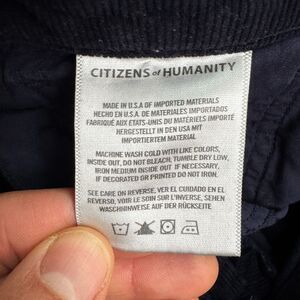 CITIZENS of HUMANITY
MADE IN U.S.A OF IMPORTED MATERIALS
HECHO EN U.S.A. DE MATERIALES IMPORTADOS
FABRIQUÉ AUX ETATS-UNIS DU MATÉRIELS IMPORTÉS
HERGESTELLT IN DEN USA MIT
IMPORTIERTEM MATERIAL
MACHINE WASH COLD WITH LIKE COLORS,
INSIDE OUT, DO NOT BLEACH, TUMBLE DRY LOW,
IRON MEDIUM INSIDE OUT IF NECESSARY,
IF DECORATED OR PRINTED DO NOT IRON.
SEE CARE ON REVERSE, VER EL CUIDADO EN EL
REVERSO, VOIR LE SOIN SUR L'INVERSE, SEHEN
WASCHHINWEISE AUF DER RÜCKSEITE